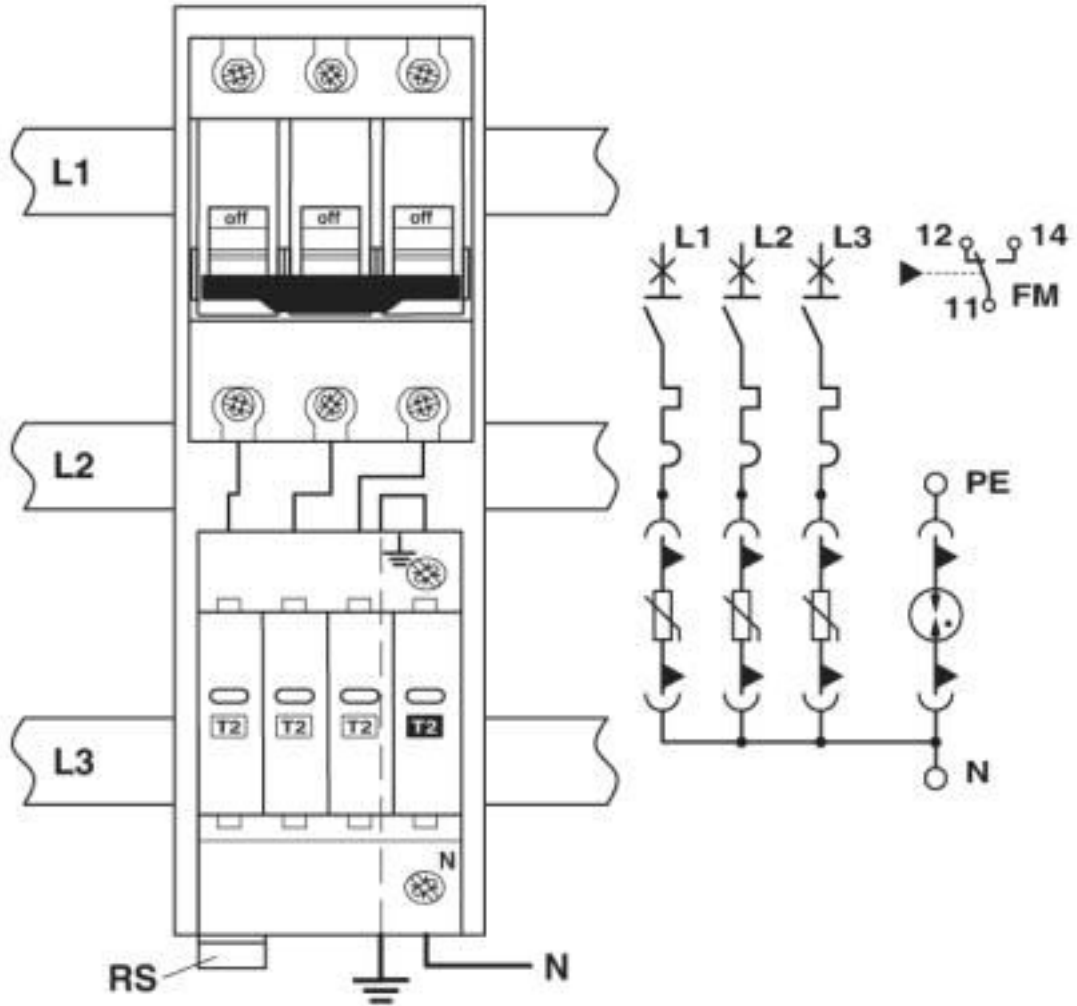 L1
off off off
L2
T2 T2 T2 T2
L3
N
RS
N
L1 L2 L3
12 14
11 FM
PE
N